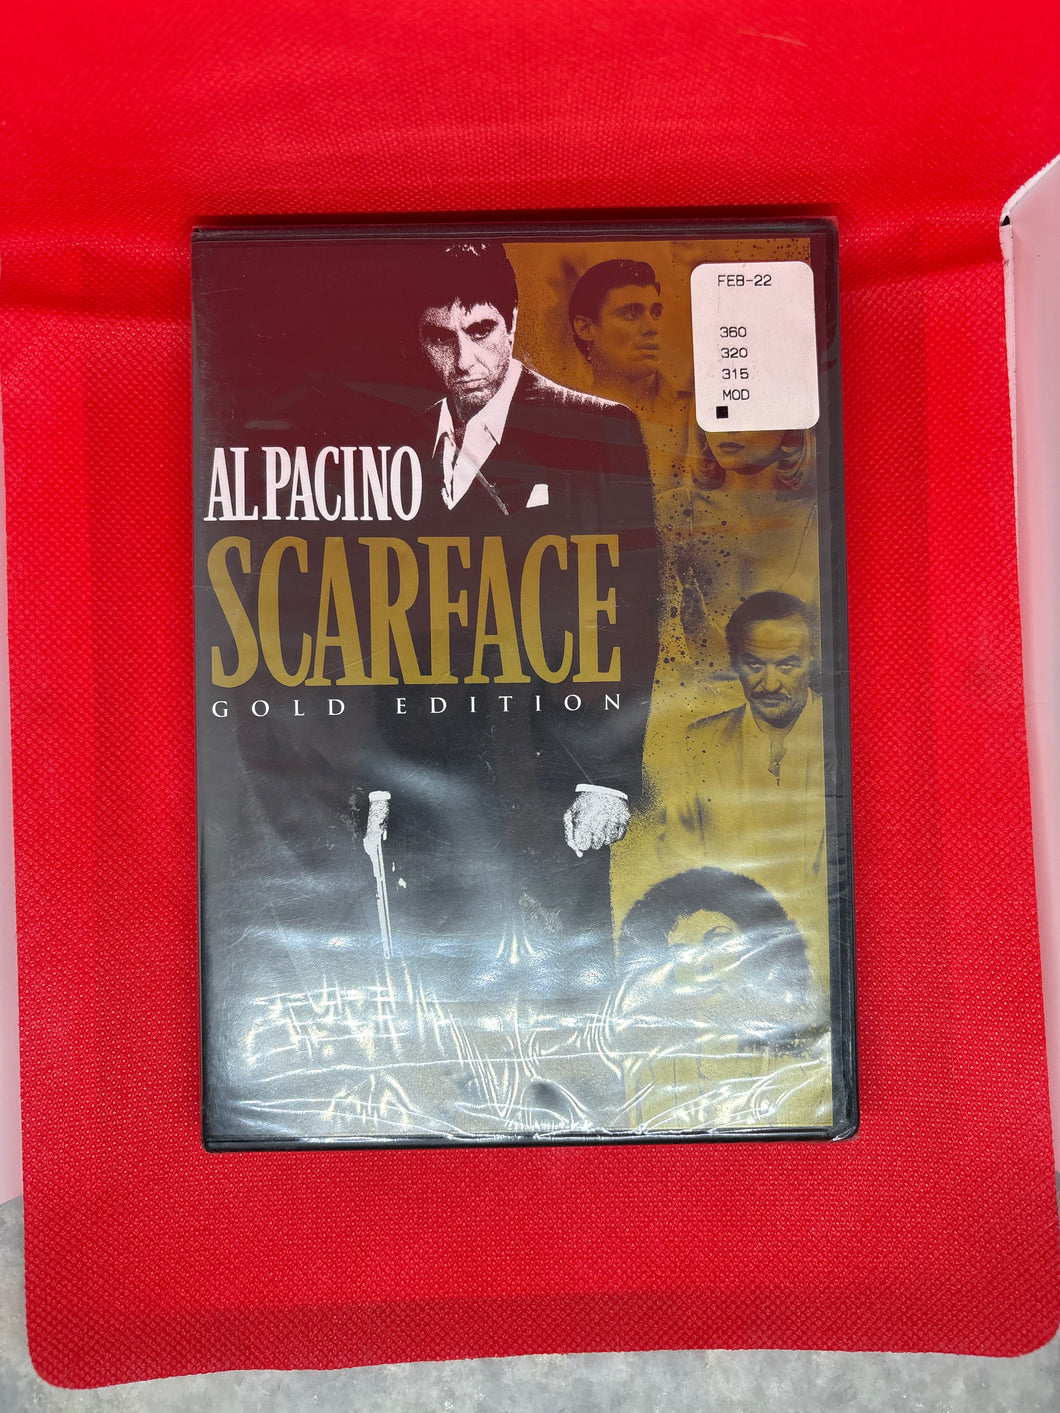 FEB-22
360
320
315
MOD
AL PACINO
SCARFACE
GOLD EDITION